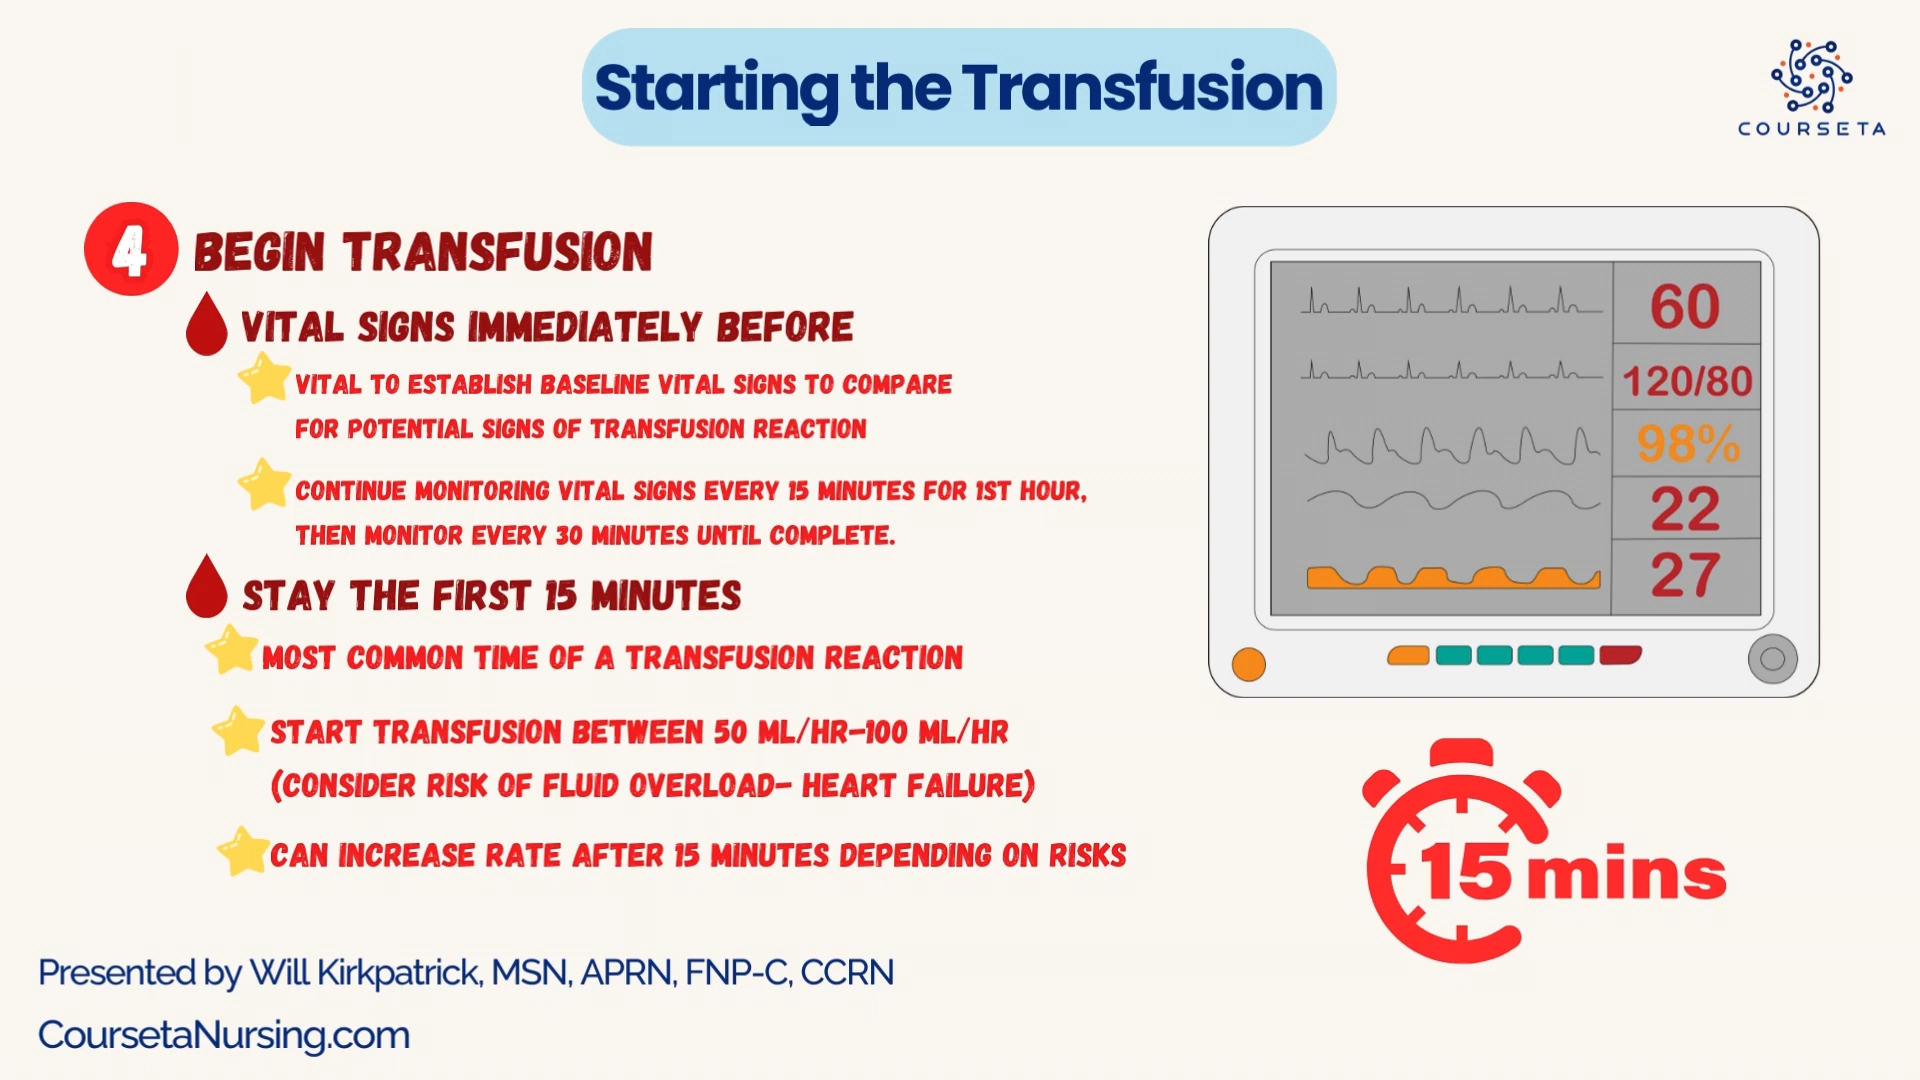 Starting the Transfusion
COURSETA
4 BEGIN TRANSFUSION
VITAL SIGNS IMMEDIATELY BEFORE
VITAL TO ESTABLISH BASELINE VITAL SIGNS TO COMPARE
FOR POTENTIAL SIGNS OF TRANSFUSION REACTION
CONTINUE MONITORING VITAL SIGNS EVERY 15 MINUTES FOR 1ST HOUR,
THEN MONITOR EVERY 30 MINUTES UNTIL COMPLETE.
STAY THE FIRST 15 MINUTES
MOST COMMON TIME OF A TRANSFUSION REACTION
START TRANSFUSION BETWEEN 50 ML/HR-100 ML/HR
(CONSIDER RISK OF FLUID OVERLOAD- HEART FAILURE)
CAN INCREASE RATE AFTER 15 MINUTES DEPENDING ON RISKS
60
120/80
98%
22
27
15 mins
Presented by Will Kirkpatrick, MSN, APRN, FNP-C, CCRN
CoursetaNursing.com